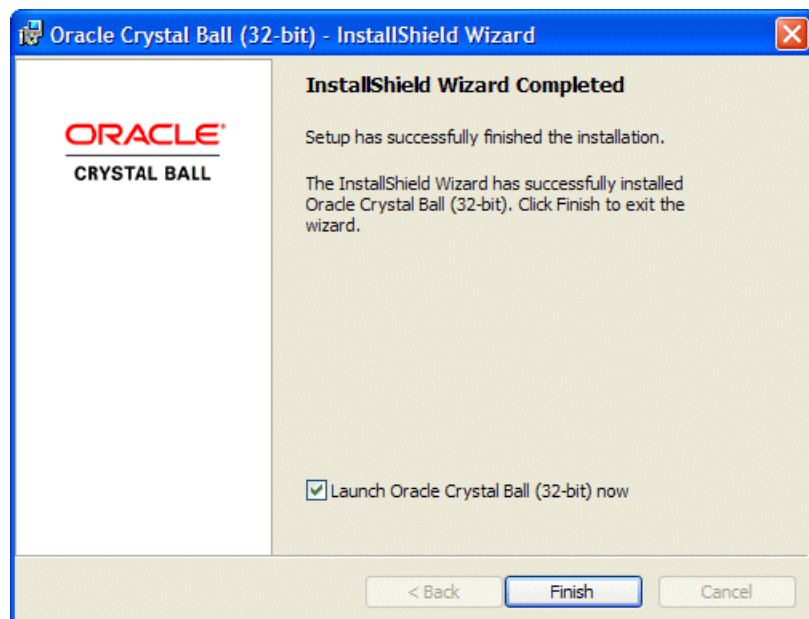 Oracle Crystal Ball (32-bit) - InstallShield Wizard
ORACLE®
CRYSTAL BALL
InstallShield Wizard Completed
Setup has successfully finished the installation.
The InstallShield Wizard has successfully installed
Oracle Crystal Ball (32-bit). Click Finish to exit the
wizard.
Launch Oracle Crystal Ball (32-bit) now
< Back
Finish
Cancel